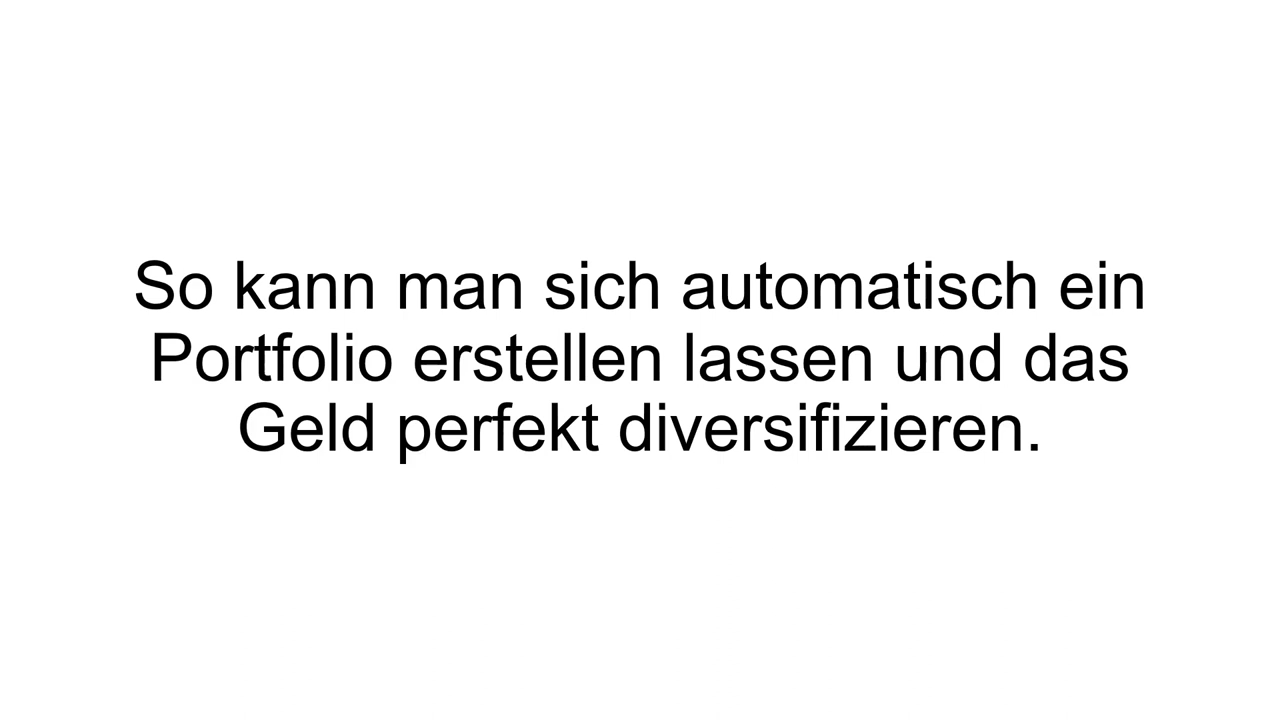 So kann man sich automatisch ein
Portfolio erstellen lassen und das
Geld perfekt diversifizieren.